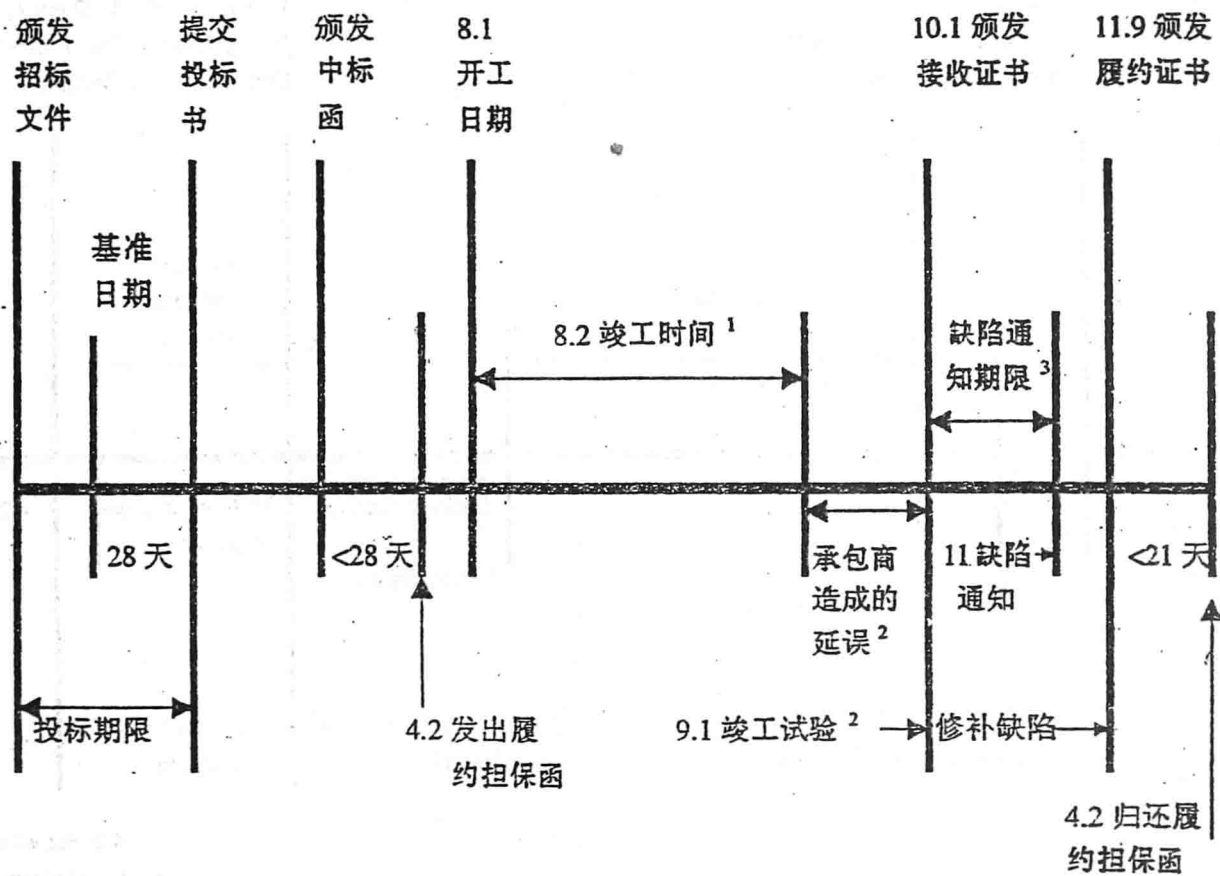 颁发
招标
文件
提交
投标
书
颁发
中标
函
8.1
开工
日期
10.1 颁发
接收证书
11.9 颁发
履约证书
基准
日期
8.2 竣工时间 1
缺陷通
知期限 3
28 天
<28 天
承包商
造成的
延误 2
11 缺陷
通知
<21 天
投标期限
4.2 发出履
约担保函
9.1 竣工试验 2
修补缺陷
4.2 归还履
约担保函